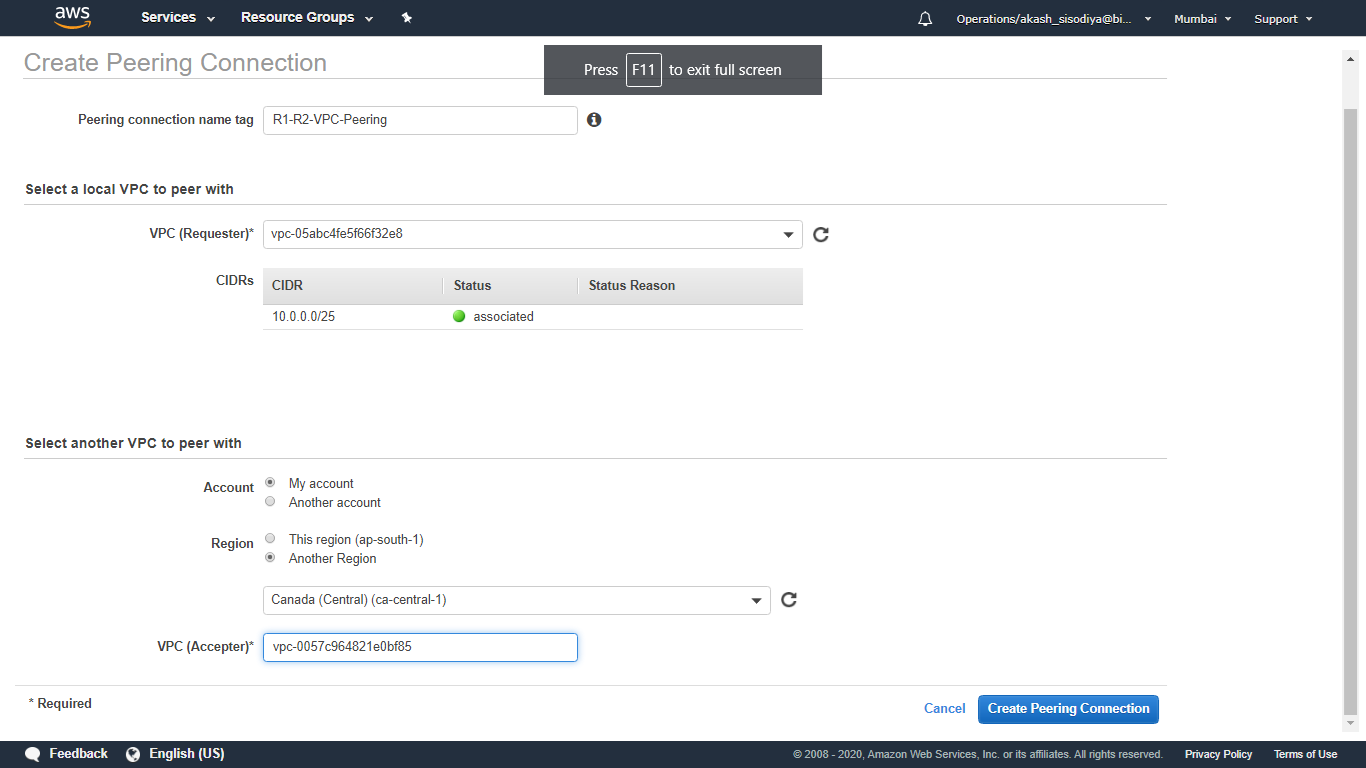 aws Services Resource Groups Operations/akash_sisodiya@bi... Mumbai Support
Create Peering Connection
Press F11 to exit full screen
Peering connection name tag R1-R2-VPC-Peering
Select a local VPC to peer with
VPC (Requester)* vpc-05abc4fe5f66f32e8
CIDRs CIDR Status Status Reason
10.0.0.0/25 associated
Select another VPC to peer with
Account My account
Another account
Region This region (ap-south-1)
Another Region
Canada (Central) (ca-central-1)
VPC (Accepter)* vpc-0057c964821e0bf85
* Required
Cancel Create Peering Connection
Feedback English (US) © 2008 - 2020, Amazon Web Services, Inc. or its affiliates. All rights reserved. Privacy Policy Terms of Use